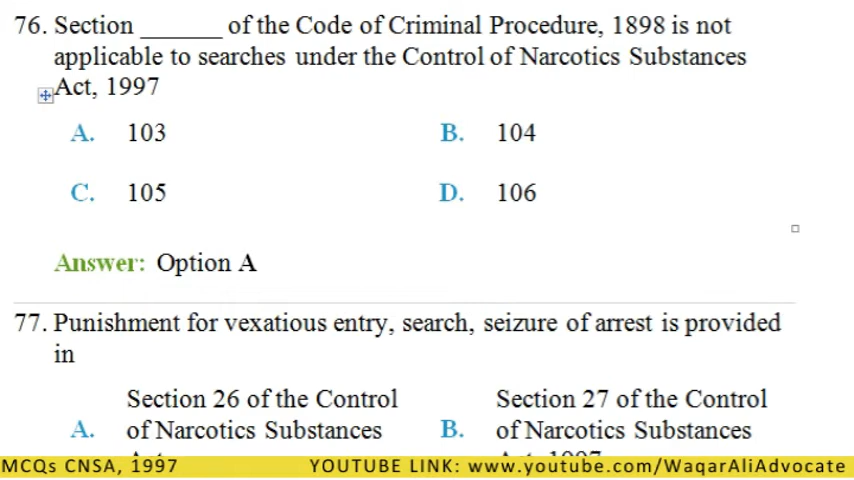 76. Section _______ of the Code of Criminal Procedure, 1898 is not
applicable to searches under the Control of Narcotics Substances
Act, 1997
A. 103 B. 104
C. 105 D. 106
Answer: Option A
77. Punishment for vexatious entry, search, seizure of arrest is provided
in
Section 26 of the Control Section 27 of the Control
A. of Narcotics Substances B. of Narcotics Substances
MCQs CNSA, 1997 YOUTUBE LINK: www.youtube.com/WaqarAliAdvocate